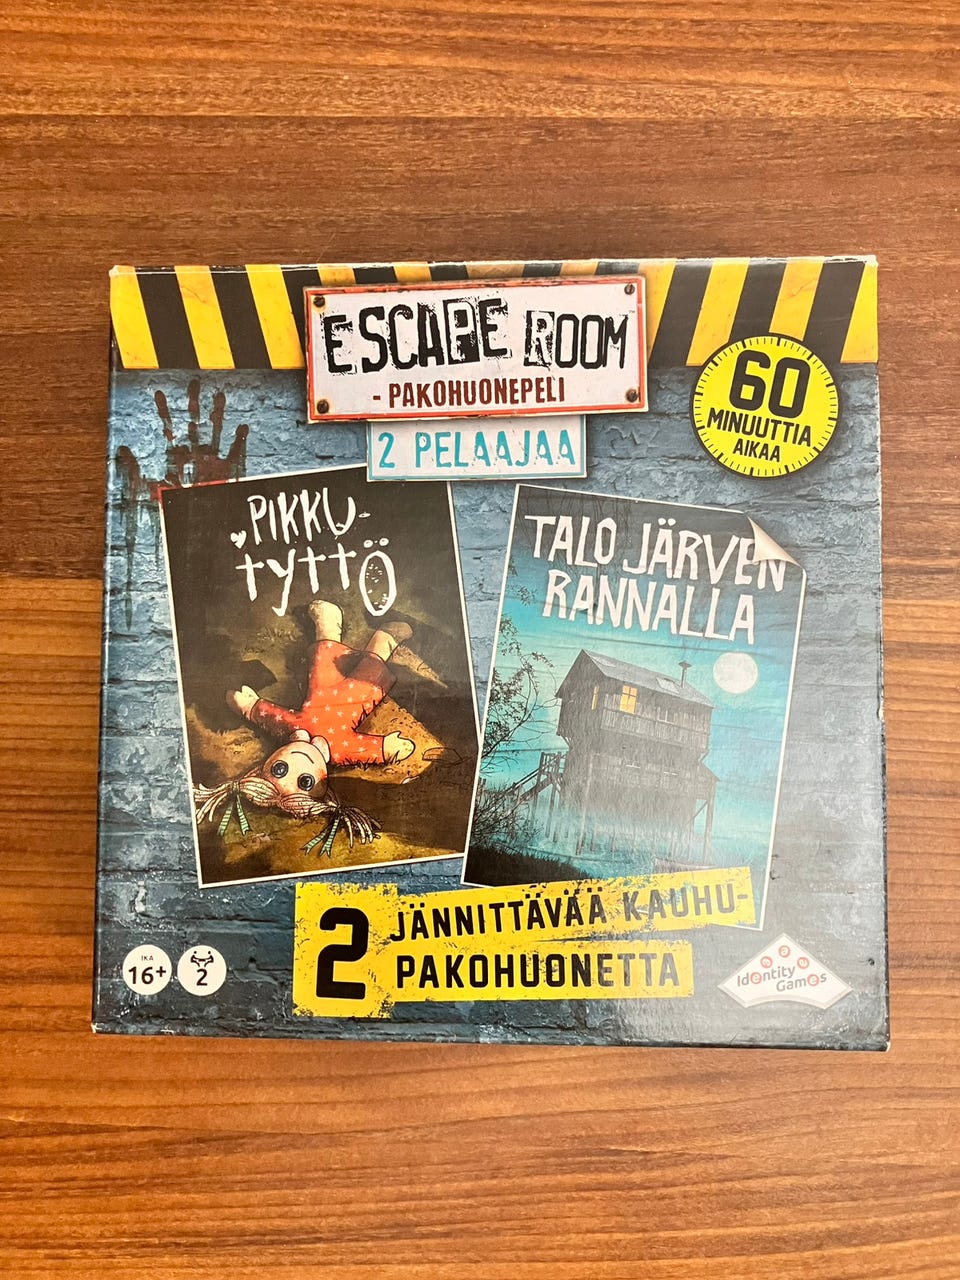 ESCAPE ROOM
- PAKOHUONEPELI
2 PELAAJAA
60
MINUUTTIA
AIKAA
PIKKU-
tyttÖ
TALO JÄRVEN
RANNALLA
2 JÄNNITTÄVÄÄ KAUHU-
PAKOHUONETTA
IKÄ
16+
2
Identity
Games